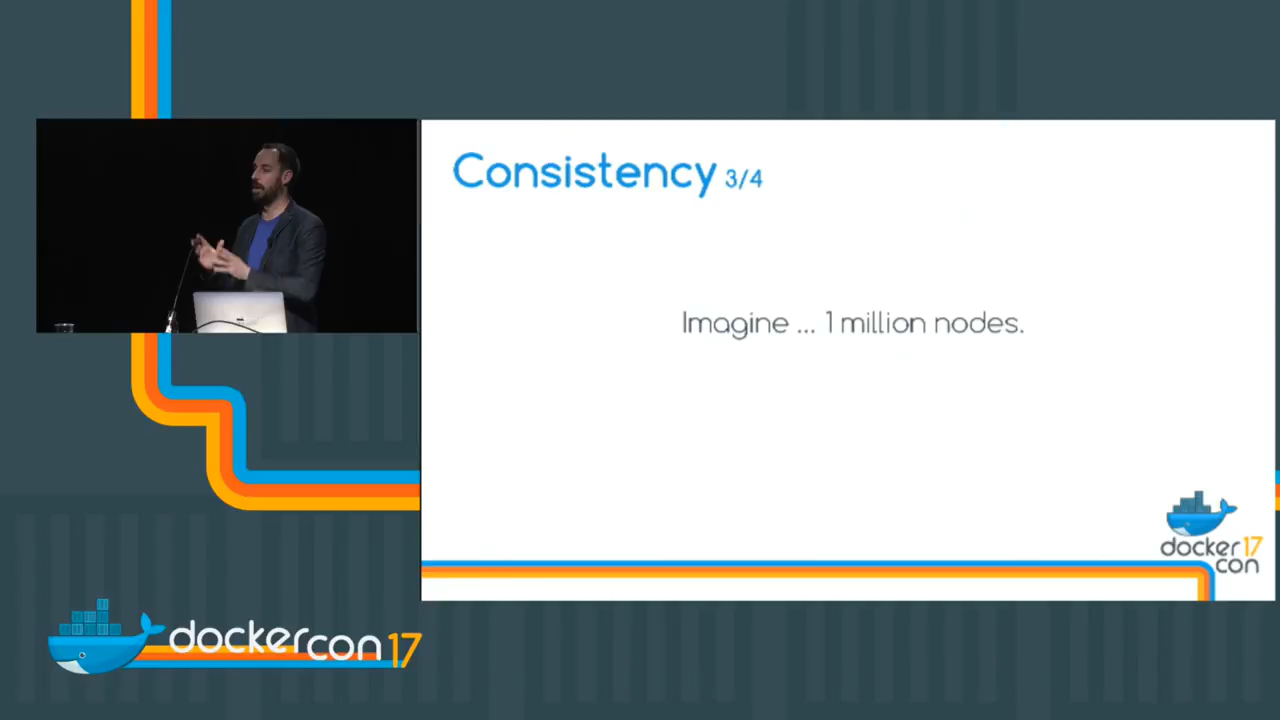 Consistency 3/4
Imagine ... 1 million nodes.
docker 17
con
dockercon 17